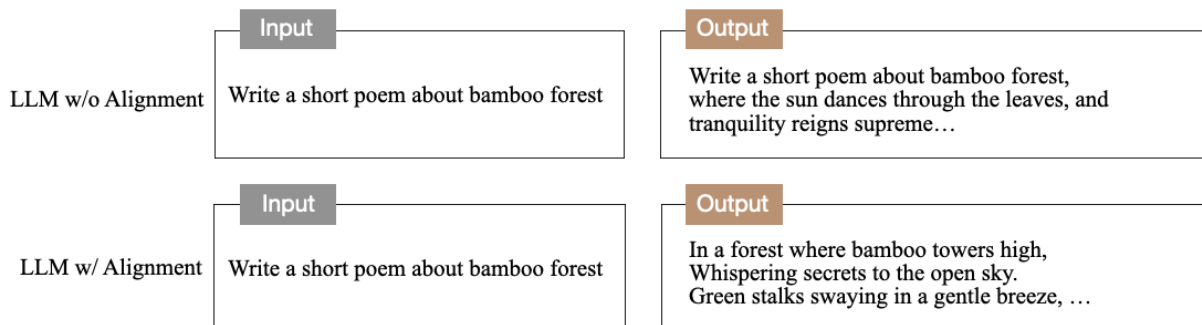 Input
Output
LLM w/o Alignment
Write a short poem about bamboo forest
Write a short poem about bamboo forest,
where the sun dances through the leaves, and
tranquility reigns supreme…
Input
Output
LLM w/ Alignment
Write a short poem about bamboo forest
In a forest where bamboo towers high,
Whispering secrets to the open sky.
Green stalks swaying in a gentle breeze, …